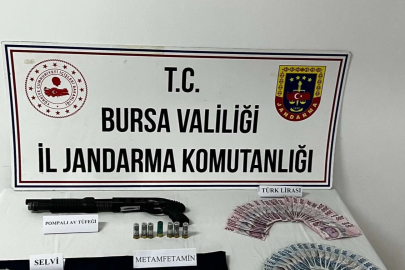 T.C.
BURSA VALİLİĞİ
İL JANDARMA KOMUTANLIĞI
JANDARMA
TÜRK LİRASI
POMPALI AV TÜFEĞİ
SELVİ
METAMFETAMİN